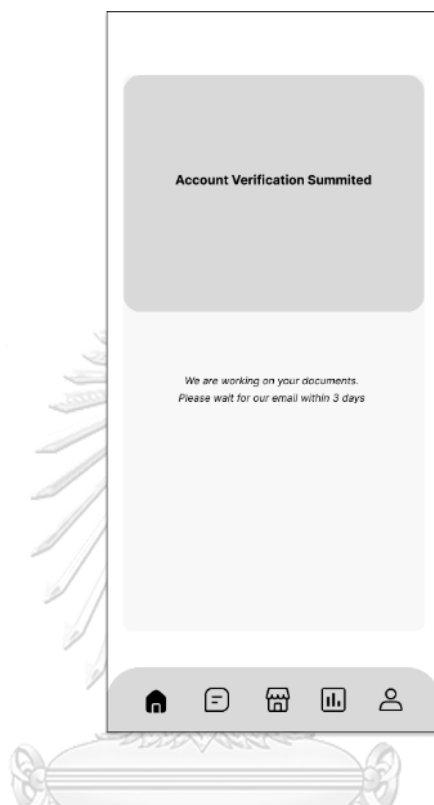 Account Verification Summited
We are working on your documents.
Please wait for our email within 3 days